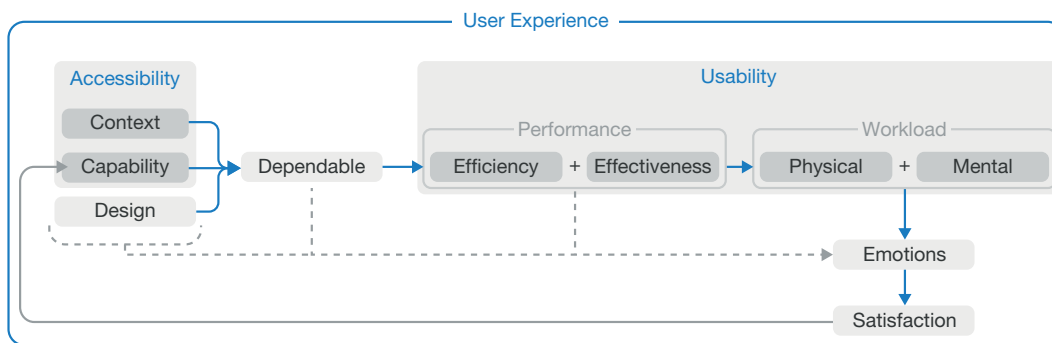 User Experience
Accessibility
Usability
Context
Performance
Workload
Capability
Dependable
Efficiency + Effectiveness
Physical + Mental
Design
Emotions
Satisfaction